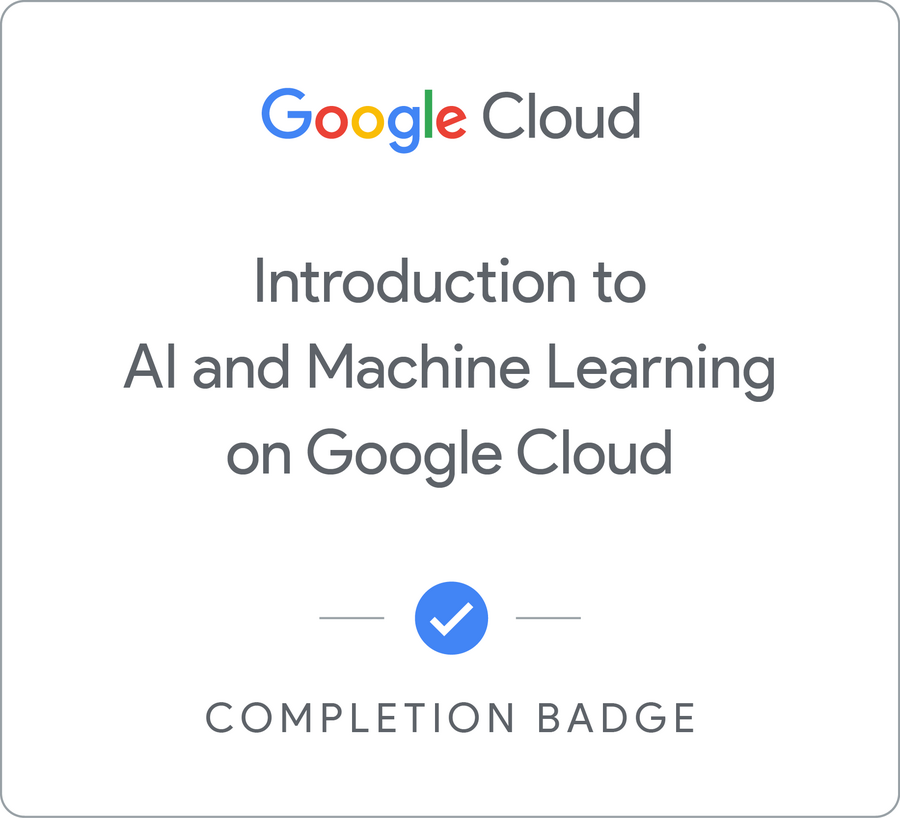 Google Cloud
Introduction to
AI and Machine Learning
on Google Cloud
COMPLETION BADGE